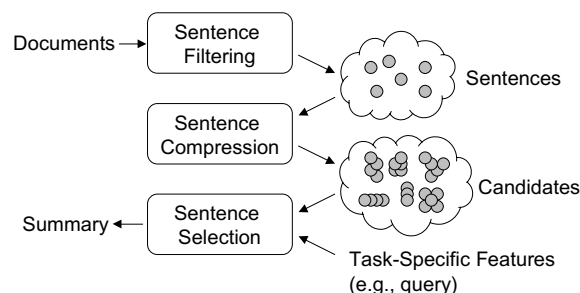 Documents
Sentence
Filtering
Sentences
Sentence
Compression
Candidates
Summary
Sentence
Selection
Task-Specific Features
(e.g., query)